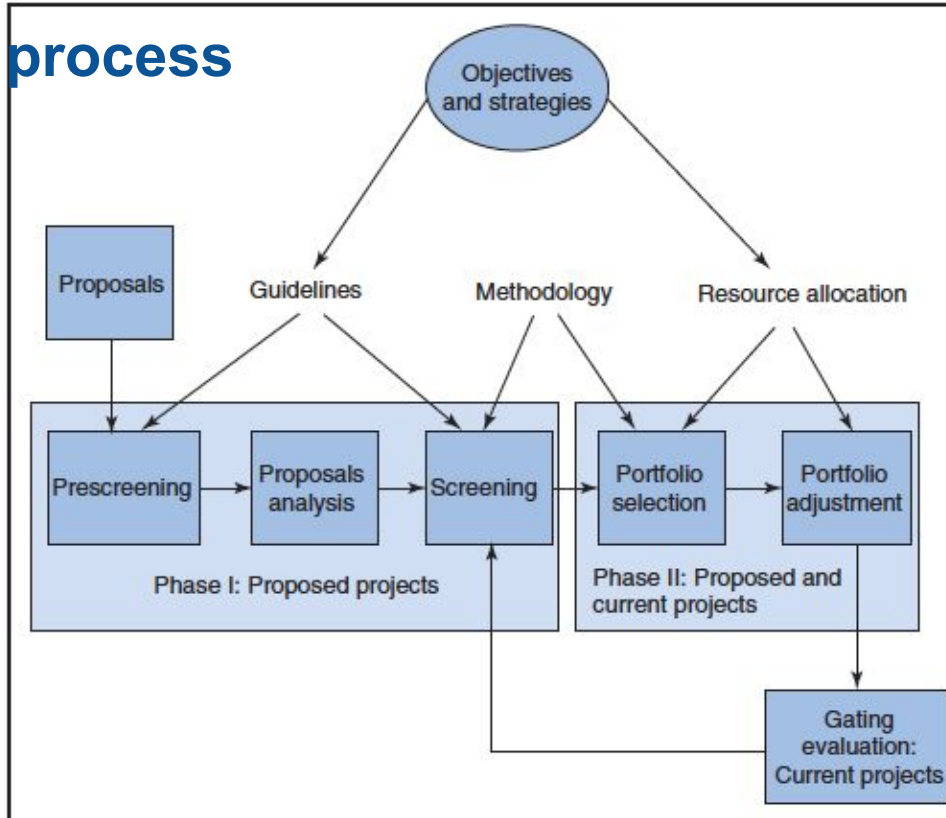 process
Objectives
and strategies
Proposals
Guidelines
Methodology
Resource allocation
Prescreening
Proposals
analysis
Screening
Portfolio
selection
Portfolio
adjustment
Phase I: Proposed projects
Phase II: Proposed and
current projects
Gating
evaluation:
Current projects